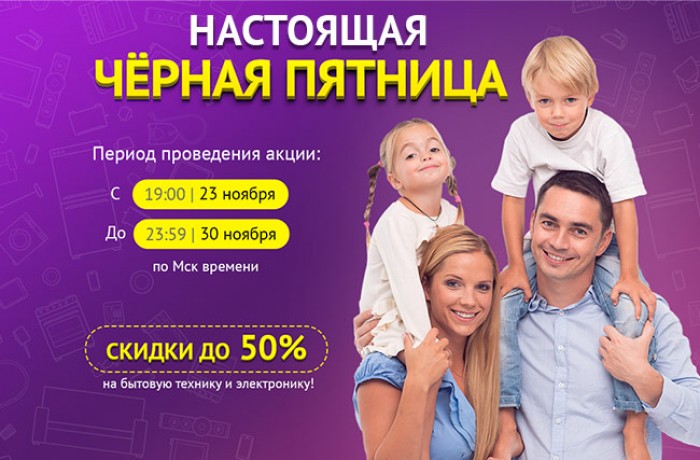 НАСТОЯЩАЯ
ЧЁРНАЯ ПЯТНИЦА
Период проведения акции:
С 19:00 | 23 ноября
До 23:59 | 30 ноября
по Мск времени
СКИДКИ ДО 50%
на бытовую технику и электронику!